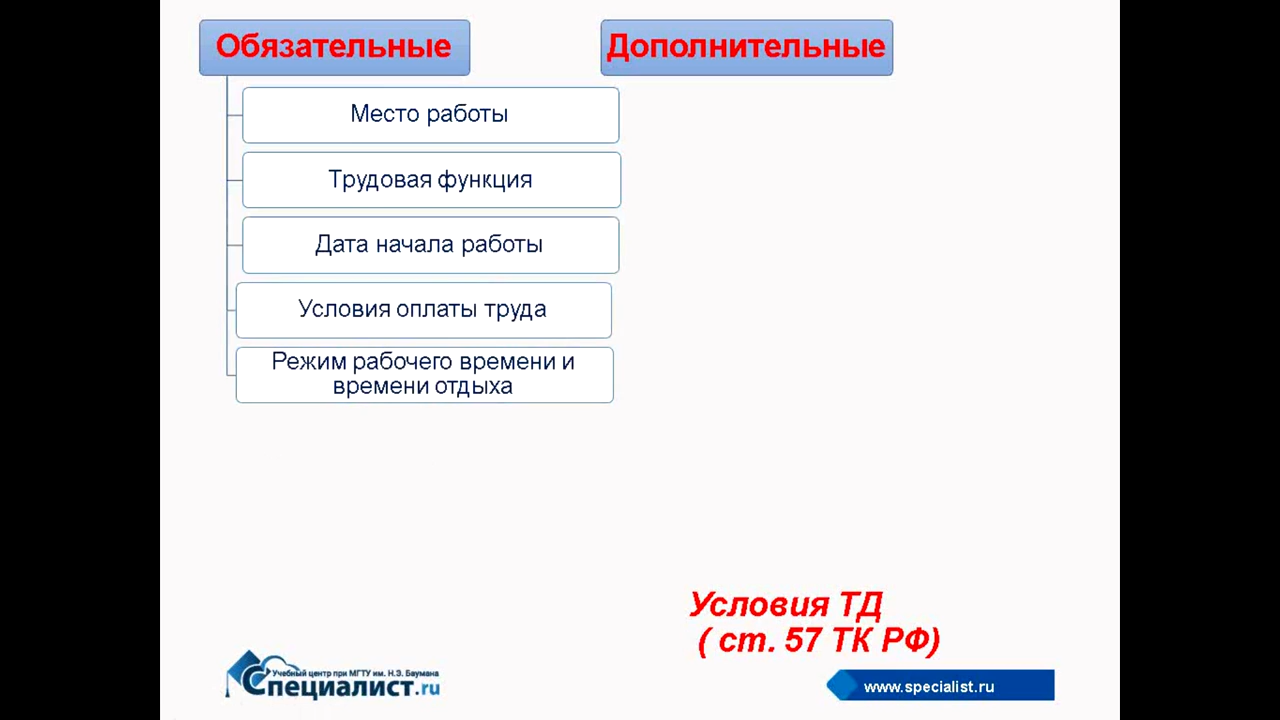 Обязательные
Дополнительные
Место работы
Трудовая функция
Дата начала работы
Условия оплаты труда
Режим рабочего времени и
времени отдыха
Условия ТД
( ст. 57 ТК РФ)
Учебный центр при МГТУ им. Н.Э. Баумана
Специалист.ru
www.specialist.ru